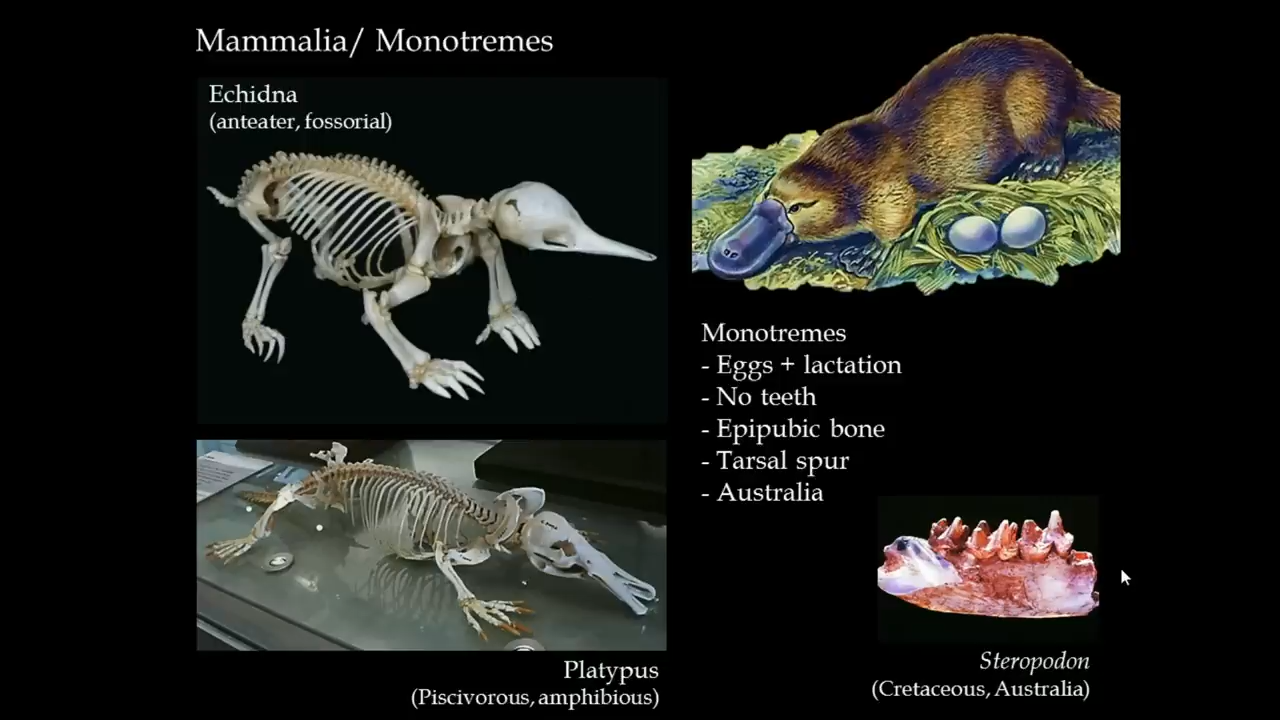 Mammalia/ Monotremes
Echidna
(anteater, fossorial)
Monotremes
- Eggs + lactation
- No teeth
- Epipubic bone
- Tarsal spur
- Australia
Platypus
(Piscivorous, amphibious)
Steropodon
(Cretaceous, Australia)